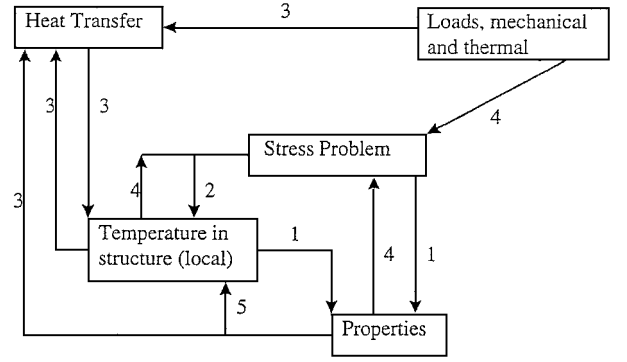 Heat Transfer
3
Loads, mechanical
and thermal
3
3
4
Stress Problem
3
4
2
Temperature in
structure (local)
1
4
1
5
Properties